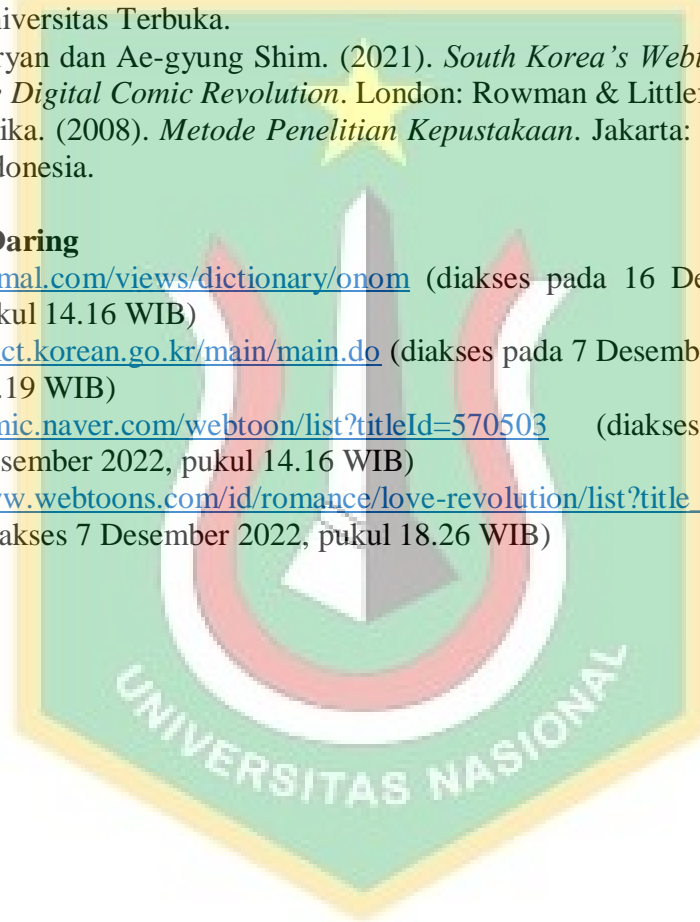 niversitas Terbuka.
ryan dan Ae-gyung Shim. (2021). South Korea's Webt
Digital Comic Revolution. London: Rowman & Littlef
ika. (2008). Metode Penelitian Kepustakaan. Jakarta:
donesia.
Daring
mal.com/views/dictionary/onom (diakses pada 16 De
kul 14.16 WIB)
ct.korean.go.kr/main/main.do (diakses pada 7 Desemb
.19 WIB)
mic.naver.com/webtoon/list?titleId=570503 (diakses
sember 2022, pukul 14.16 WIB)
ww.webtoons.com/id/romance/love-revolution/list?title_
akses 7 Desember 2022, pukul 18.26 WIB)
UNIVERSITAS NASIONAL